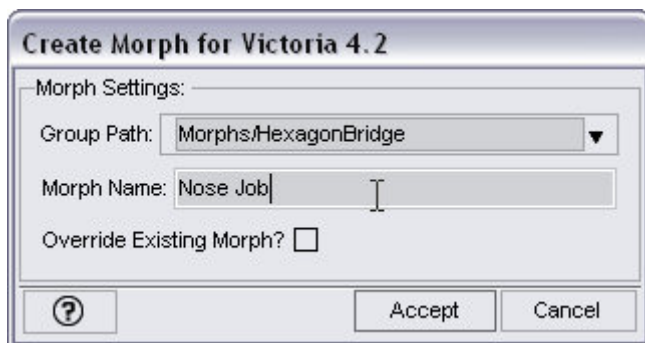 Create Morph for Victoria 4.2
Morph Settings:
Group Path: Morphs/HexagonBridge
Morph Name: Nose Job
Override Existing Morph?
? Accept Cancel